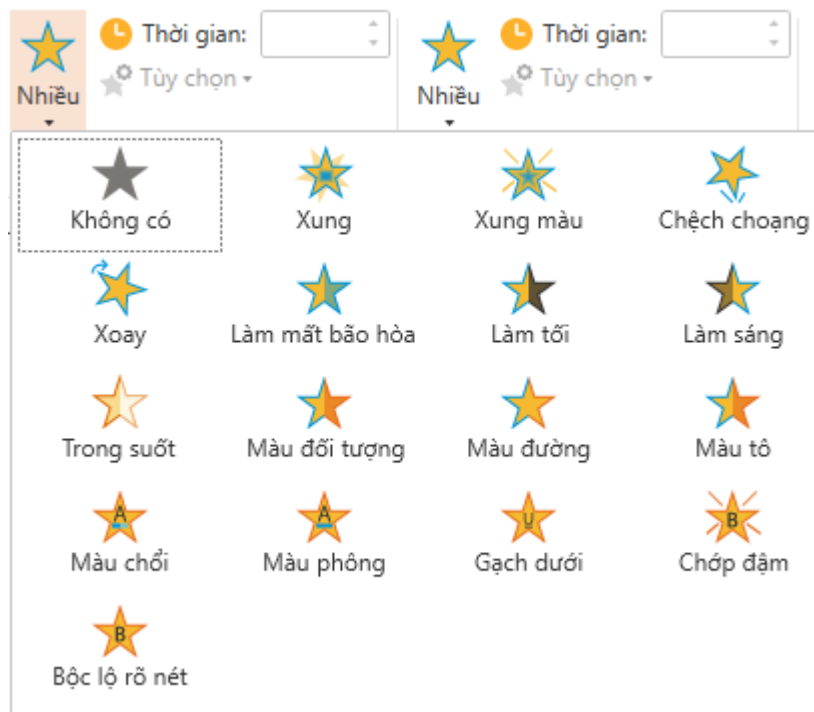 Nhiều
Thời gian:
Tùy chọn
Nhiều
Thời gian:
Tùy chọn
Không có
Xung
Xung màu
Chệch choạng
Xoay
Làm mất bão hòa
Làm tối
Làm sáng
Trong suốt
Màu đối tượng
Màu đường
Màu tô
A
A
U
B
Màu chổi
Màu phông
Gạch dưới
Chớp đậm
B
Bộc lộ rõ nét